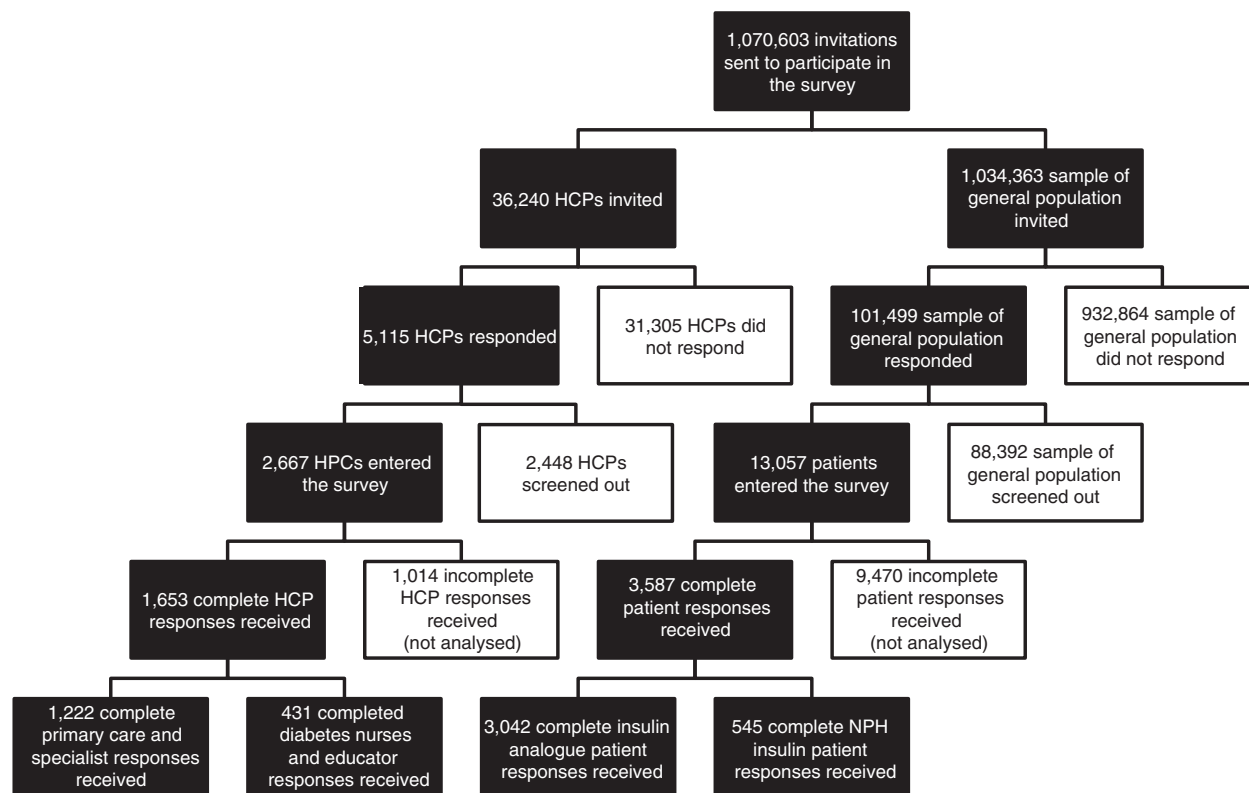 1,070,603 invitations
sent to participate in
the survey
36,240 HCPs invited
1,034,363 sample of
general population
invited
5,115 HCPs responded
31,305 HCPs did
not respond
101,499 sample of
general population
responded
932,864 sample of
general population
did not respond
2,667 HPCs entered
the survey
2,448 HCPs
screened out
13,057 patients
entered the survey
88,392 sample of
general population
screened out
1,653 complete HCP
responses received
1,014 incomplete
HCP responses
received
(not analysed)
3,587 complete
patient responses
received
9,470 incomplete
patient responses
received
(not analysed)
1,222 complete
primary care and
specialist responses
received
431 completed
diabetes nurses
and educator
responses received
3,042 complete insulin
analogue patient
responses received
545 complete NPH
insulin patient
responses received